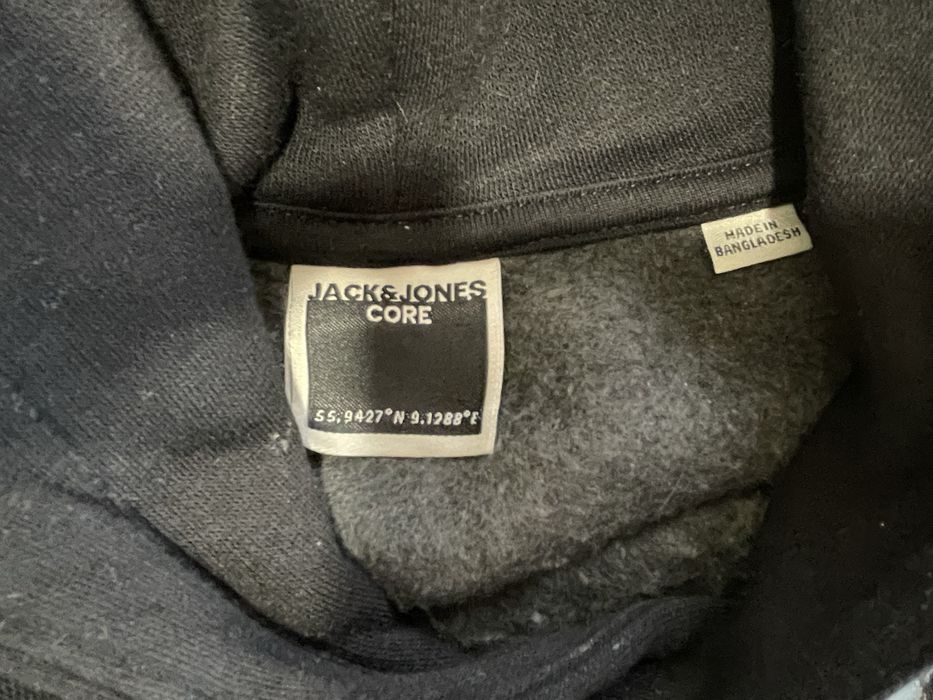 JACK&JONES
CORE
55,9427°N 9.1288°E
MADE IN
BANGLADESH